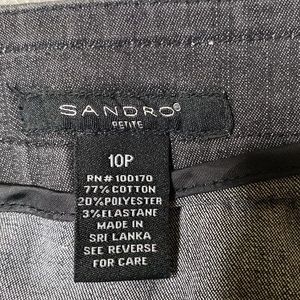 SANDRO®
PETITE
10P
RN# 100170
77% COTTON
20% POLYESTER
3% ELASTANE
MADE IN
SRI LANKA
SEE REVERSE
FOR CARE